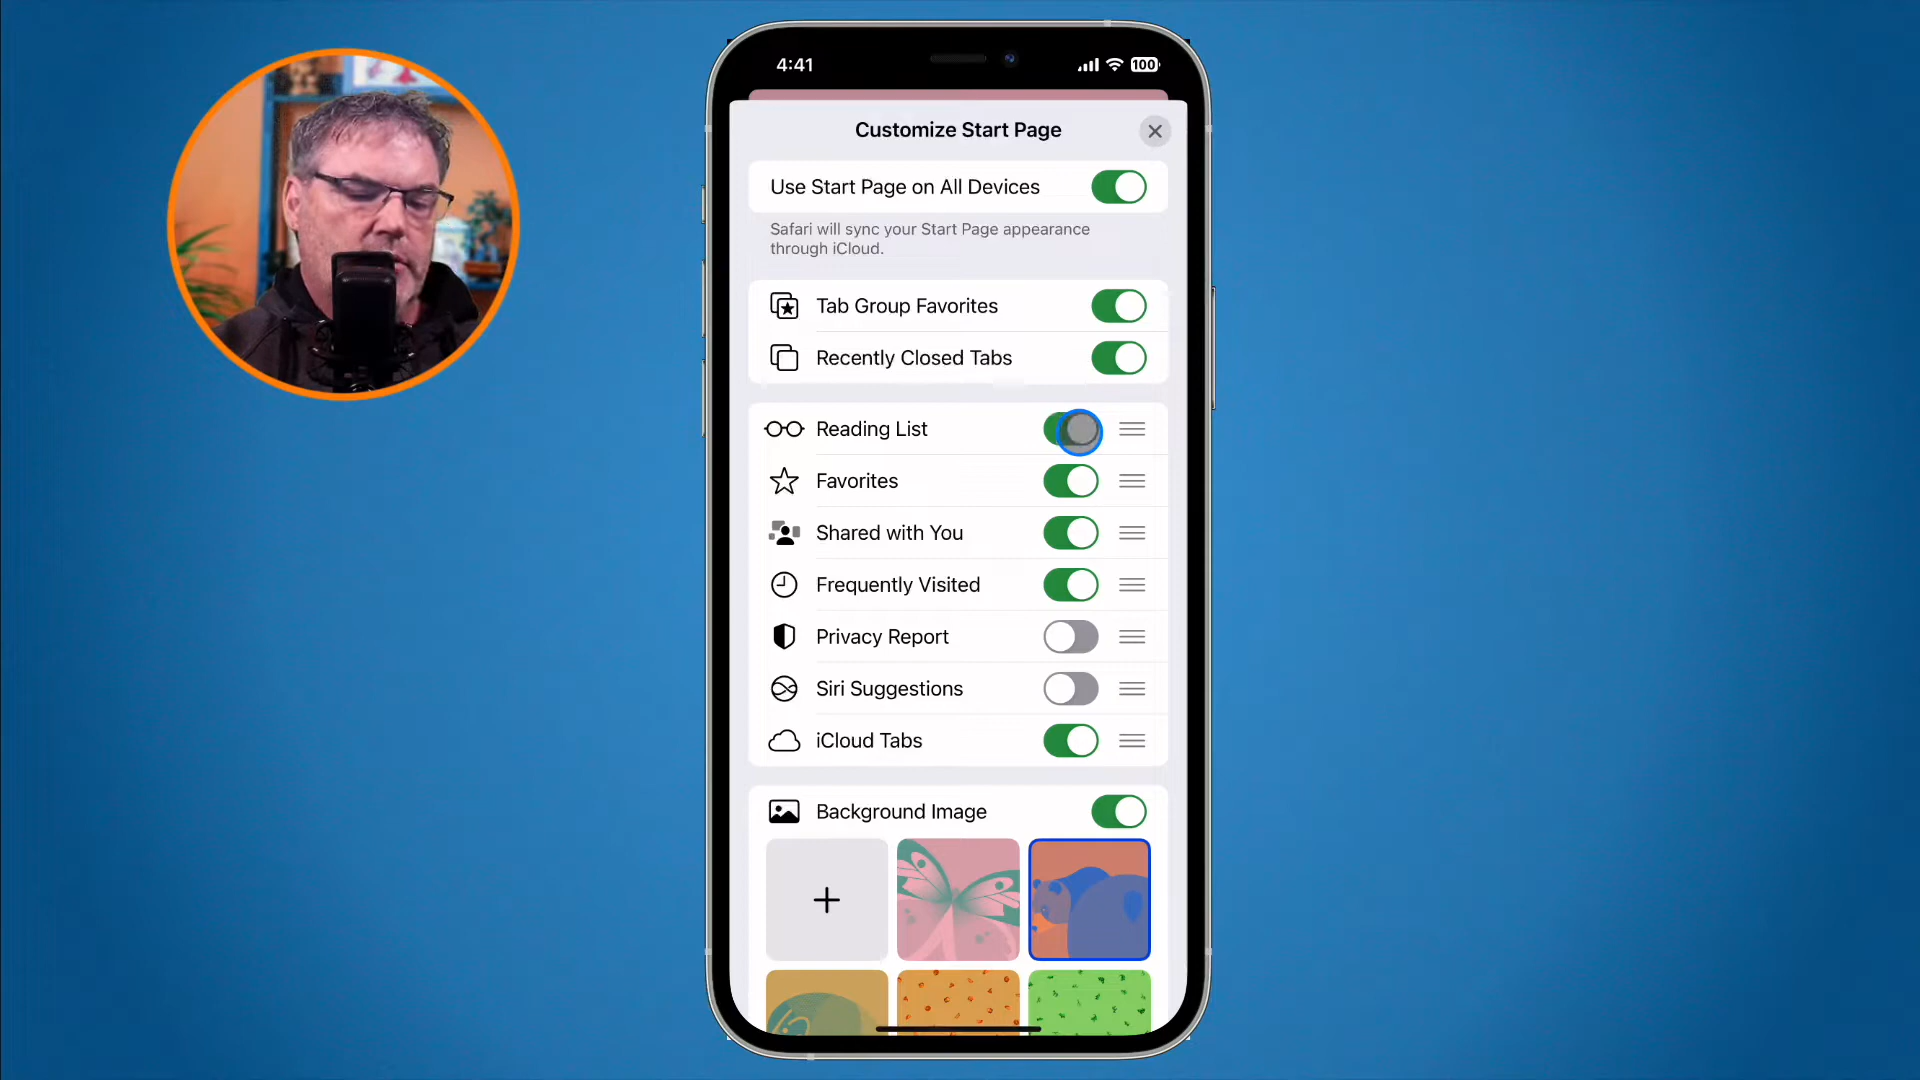 4:41
100
Customize Start Page
Use Start Page on All Devices
Safari will sync your Start Page appearance
through iCloud.
Tab Group Favorites
Recently Closed Tabs
Reading List
Favorites
Shared with You
Frequently Visited
Privacy Report
Siri Suggestions
iCloud Tabs
Background Image